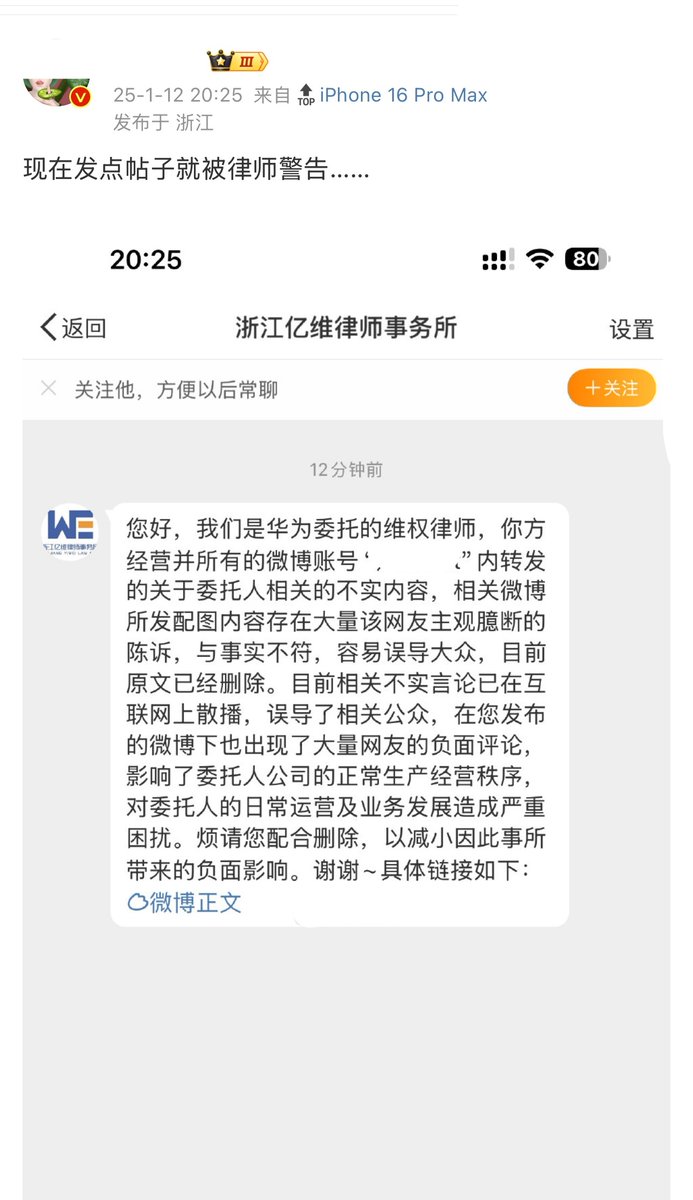 III
V
25-1-12 20:25 来自 TOP iPhone 16 Pro Max
发布于 浙江
现在发点帖子就被律师警告......
20:25
80
返回
浙江亿维律师事务所
设置
关注他，方便以后常聊
+关注
12分钟前
WE
您好，我们是华为委托的维权律师，你方
经营并所有的微博账号“ ”内转发
的关于委托人相关的不实内容，相关微博
所发配图内容存在大量该网友主观臆断的
陈诉，与事实不符，容易误导大众，目前
原文已经删除。目前相关不实言论已在互
联网上散播，误导了相关公众，在您发布
的微博下也出现了大量网友的负面评论，
影响了委托人公司的正常生产经营秩序，
对委托人的日常运营及业务发展造成严重
困扰。烦请您配合删除，以减小因此事所
带来的负面影响。谢谢~具体链接如下：
微博正文